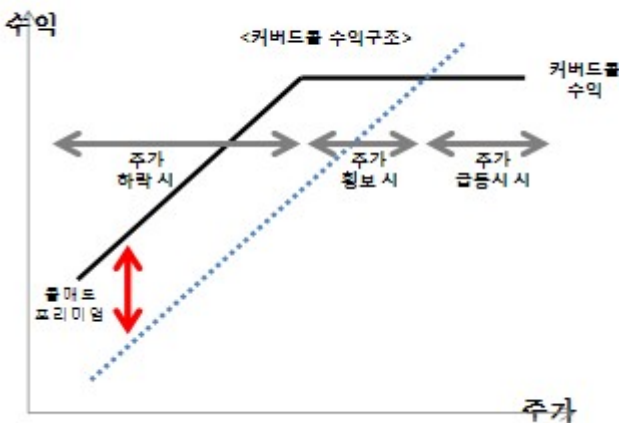 수익
<커버드콜 수익구조>
커버드콜
수익
주가
하락 시
주가
횡보 시
주가
급등시 시
콜매도
프리미엄
주가